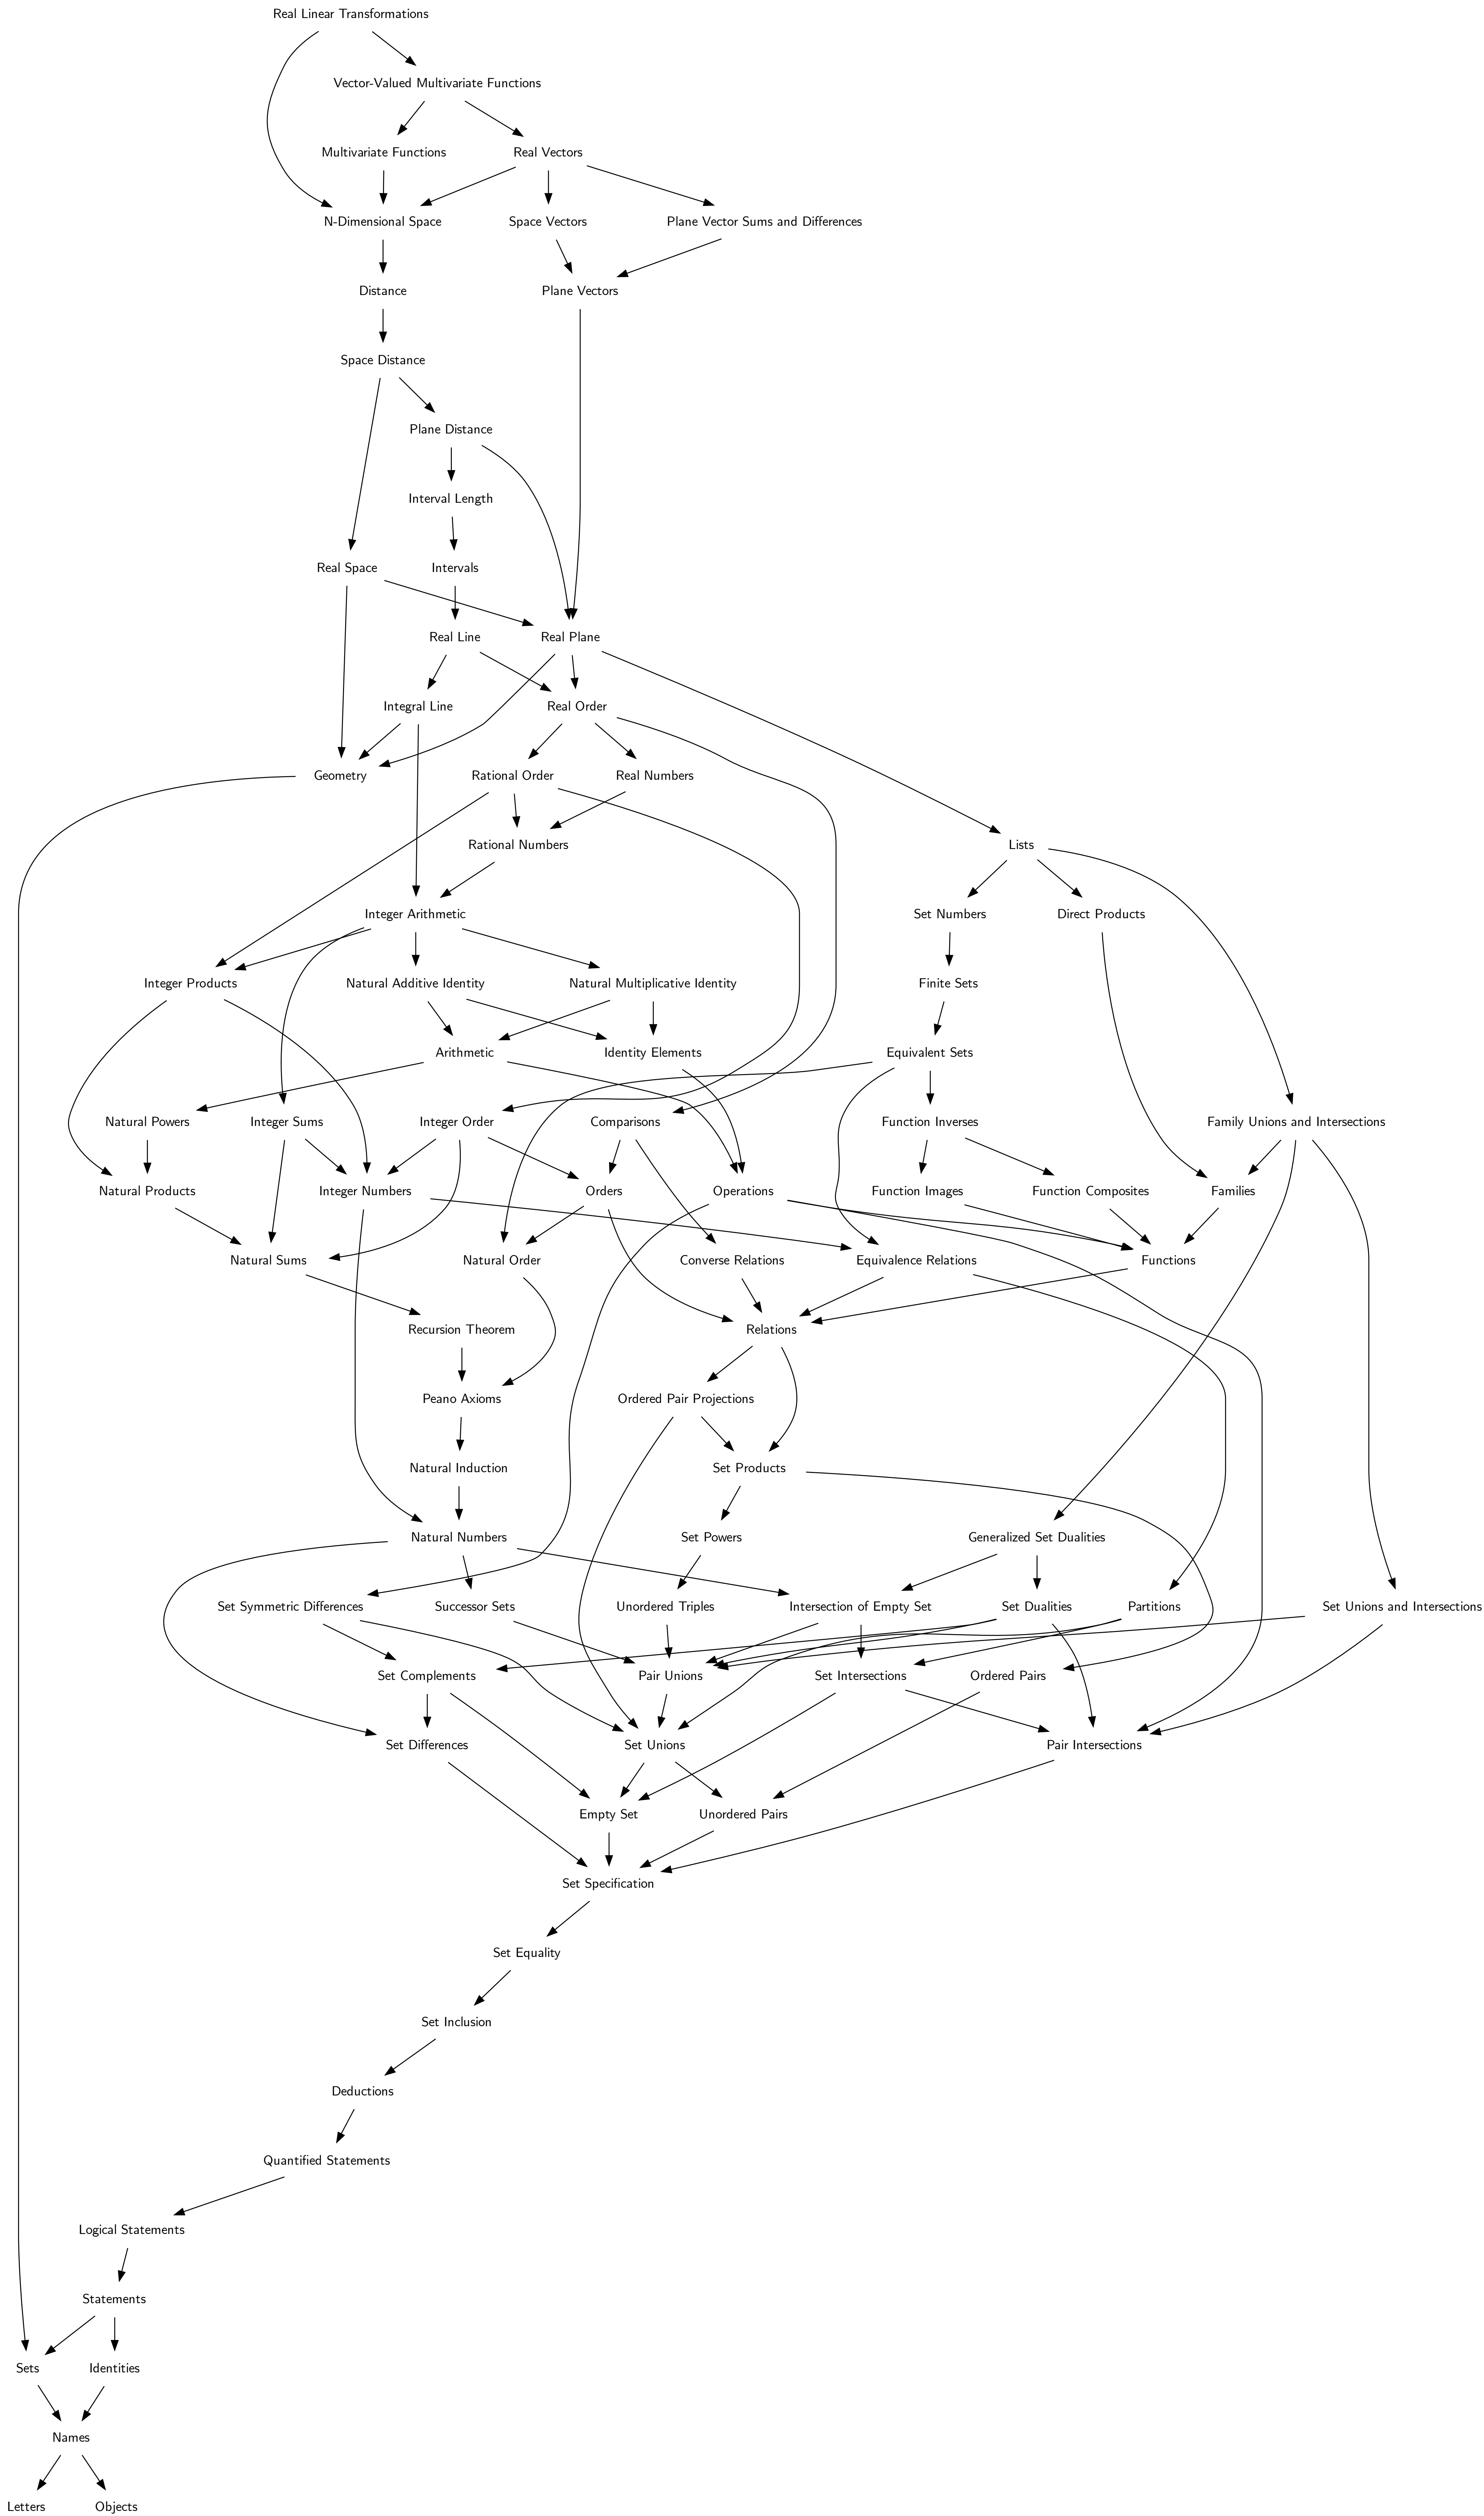 Real Linear Transformations
Vector-Valued Multivariate Functions
Multivariate Functions
Real Vectors
N-Dimensional Space
Space Vectors
Plane Vector Sums and Differences
Distance
Plane Vectors
Space Distance
Plane Distance
Interval Length
Real Space
Intervals
Real Line
Real Plane
Integral Line
Real Order
Geometry
Rational Order
Real Numbers
Rational Numbers
Lists
Integer Arithmetic
Set Numbers
Direct Products
Integer Products
Natural Additive Identity
Natural Multiplicative Identity
Finite Sets
Arithmetic
Identity Elements
Equivalent Sets
Natural Powers
Integer Sums
Integer Order
Comparisons
Function Inverses
Family Unions and Intersections
Natural Products
Integer Numbers
Orders
Operations
Function Images
Function Composites
Families
Natural Sums
Natural Order
Converse Relations
Equivalence Relations
Functions
Recursion Theorem
Relations
Peano Axioms
Ordered Pair Projections
Natural Induction
Set Products
Natural Numbers
Set Powers
Generalized Set Dualities
Set Symmetric Differences
Successor Sets
Unordered Triples
Intersection of Empty Set
Set Dualities
Partitions
Set Unions and Intersections
Set Complements
Pair Unions
Set Intersections
Ordered Pairs
Set Differences
Set Unions
Pair Intersections
Empty Set
Unordered Pairs
Set Specification
Set Equality
Set Inclusion
Deductions
Quantified Statements
Logical Statements
Statements
Sets
Identities
Names
Letters
Objects